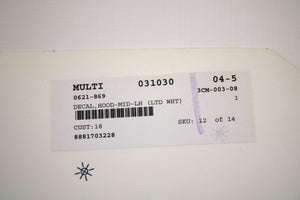 MULTI 031030 04-5
0621-869 3CM-003-08
DECAL,HOOD-MID-LH (LTD WHT) 1
CUST:18 SKU: 12 of 14
8881703228